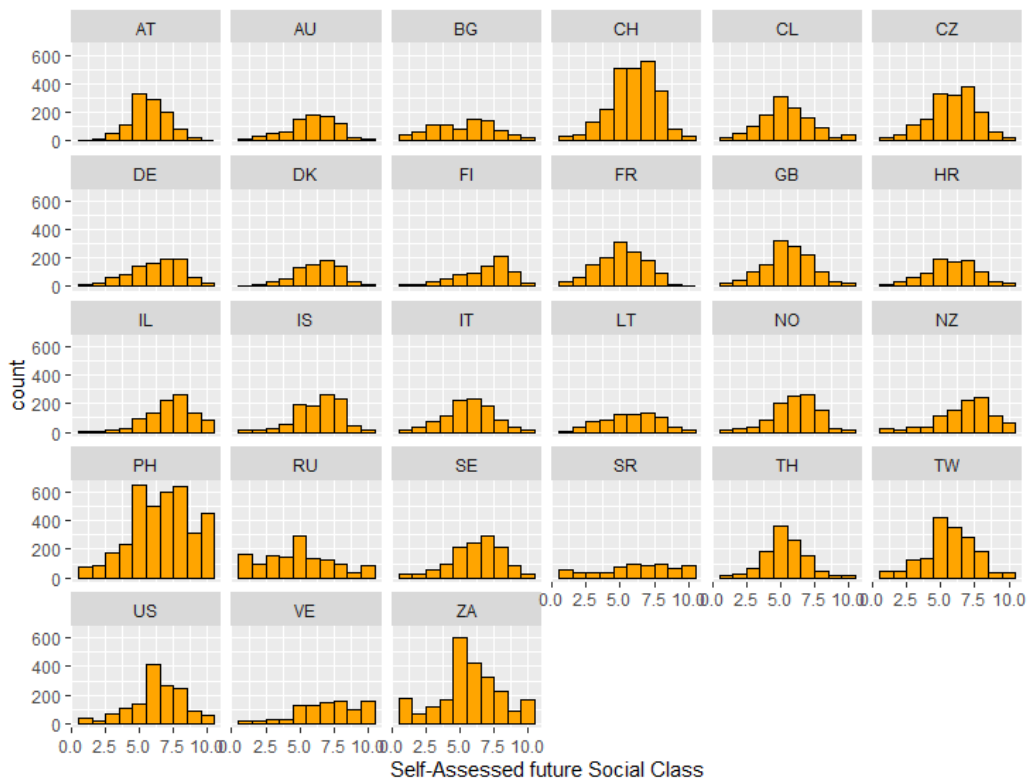 AT AU BG CH CL CZ
600
400
200
0
DE DK FI FR GB HR
600
400
200
0
IL IS IT LT NO NZ
600
400
200
0
PH RU SE SR TH TW
600
400
200
0
0.0 2.5 5.0 7.5 10.0 0.0 2.5 5.0 7.5 10.0 0.0 2.5 5.0 7.5 10.0
US VE ZA
600
400
200
0
0.0 2.5 5.0 7.5 10.0 0.0 2.5 5.0 7.5 10.0 0.0 2.5 5.0 7.5 10.0
count
Self-Assessed future Social Class